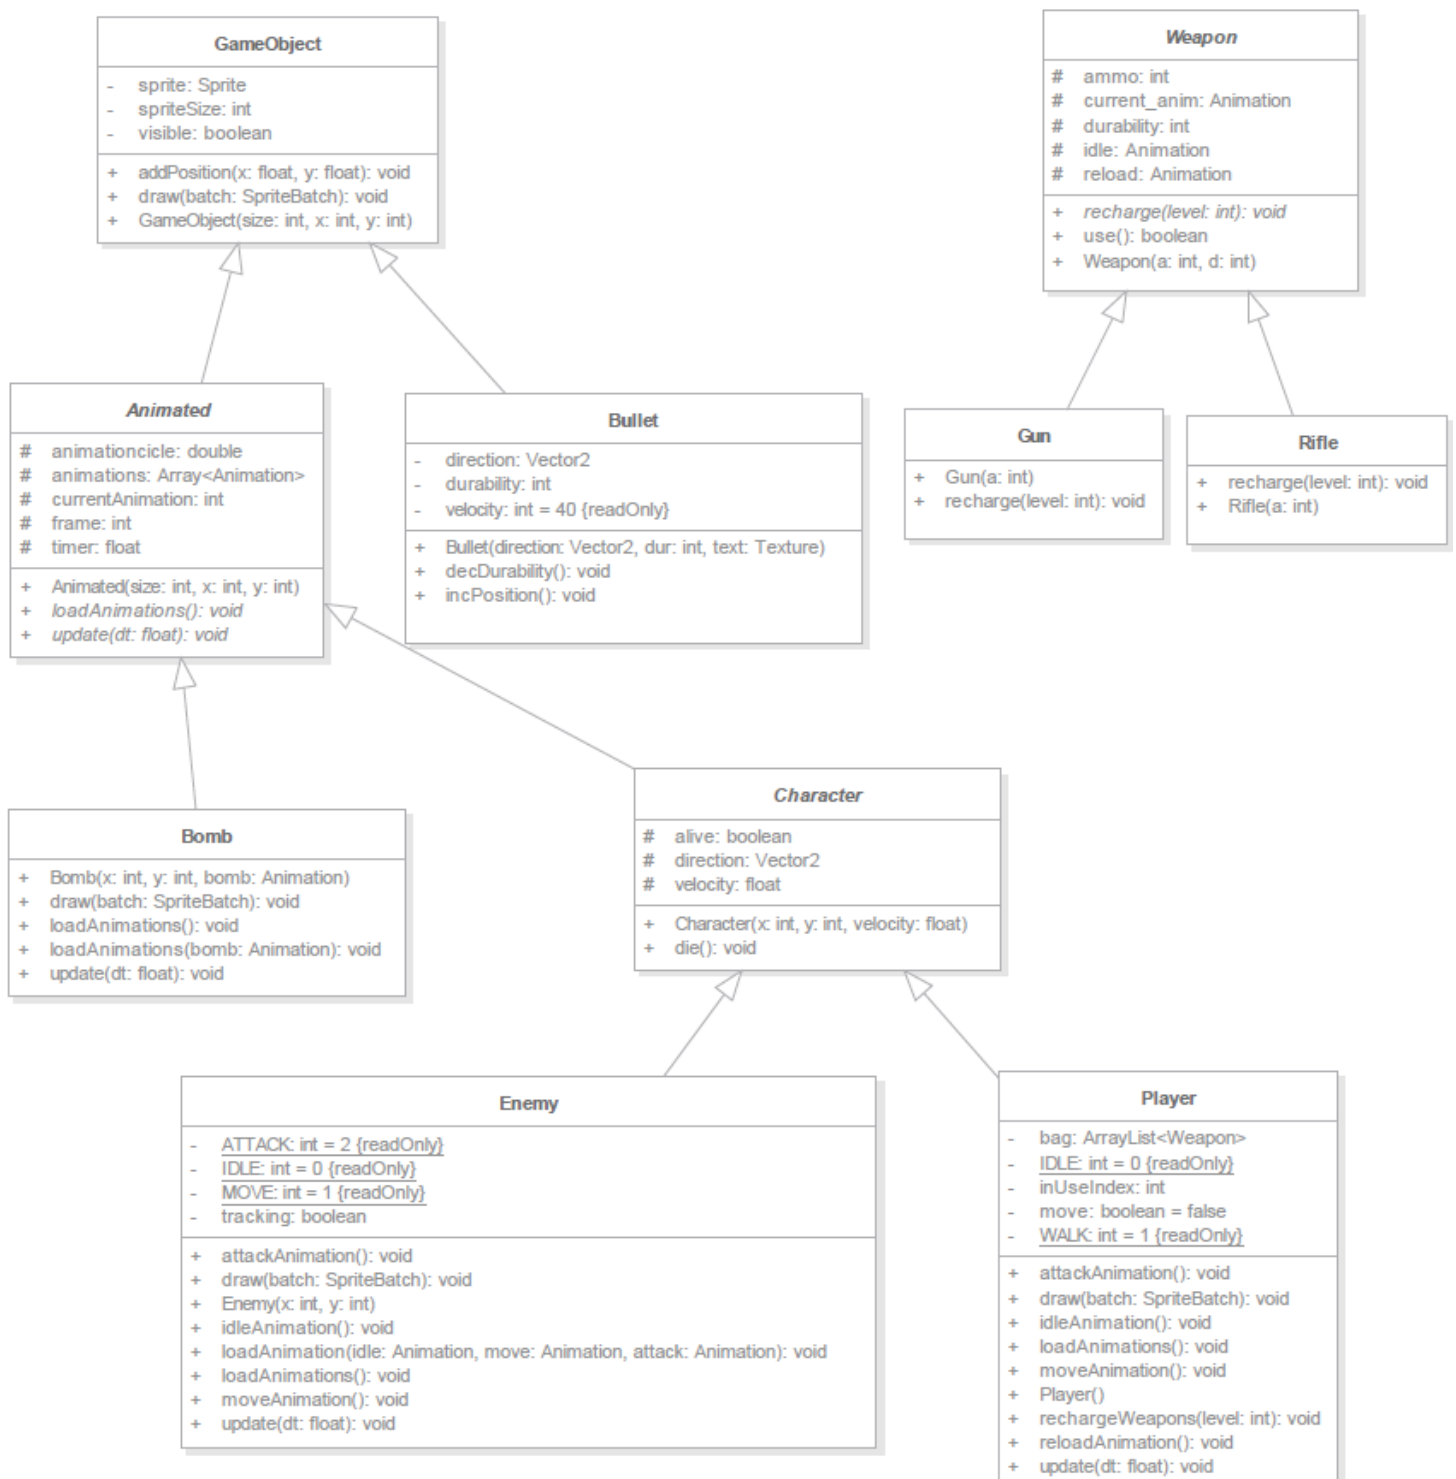 GameObject
- sprite: Sprite
- spriteSize: int
- visible: boolean
+ addPosition(x: float, y: float): void
+ draw(batch: SpriteBatch): void
+ GameObject(size: int, x: int, y: int)
Weapon
# ammo: int
# current_anim: Animation
# durability: int
# idle: Animation
# reload: Animation
+ recharge(level: int): void
+ use(): boolean
+ Weapon(a: int, d: int)
Animated
# animationcicle: double
# animations: Array<Animation>
# currentAnimation: int
# frame: int
# timer: float
+ Animated(size: int, x: int, y: int)
+ loadAnimations(): void
+ update(dt: float): void
Bullet
- direction: Vector2
- durability: int
- velocity: int = 40 {readOnly}
+ Bullet(direction: Vector2, dur: int, text: Texture)
+ decDurability(): void
+ incPosition(): void
Gun
+ Gun(a: int)
+ recharge(level: int): void
Rifle
+ recharge(level: int): void
+ Rifle(a: int)
Bomb
+ Bomb(x: int, y: int, bomb: Animation)
+ draw(batch: SpriteBatch): void
+ loadAnimations(): void
+ loadAnimations(bomb: Animation): void
+ update(dt: float): void
Character
# alive: boolean
# direction: Vector2
# velocity: float
+ Character(x: int, y: int, velocity: float)
+ die(): void
Enemy
- ATTACK: int = 2 {readOnly}
- IDLE: int = 0 {readOnly}
- MOVE: int = 1 {readOnly}
- tracking: boolean
+ attackAnimation(): void
+ draw(batch: SpriteBatch): void
+ Enemy(x: int, y: int)
+ idleAnimation(): void
+ loadAnimation(idle: Animation, move: Animation, attack: Animation): void
+ loadAnimations(): void
+ moveAnimation(): void
+ update(dt: float): void
Player
- bag: ArrayList<Weapon>
- IDLE: int = 0 {readOnly}
- inUseIndex: int
- move: boolean = false
- WALK: int = 1 {readOnly}
+ attackAnimation(): void
+ draw(batch: SpriteBatch): void
+ idleAnimation(): void
+ loadAnimations(): void
+ moveAnimation(): void
+ Player()
+ rechargeWeapons(level: int): void
+ reloadAnimation(): void
+ update(dt: float): void